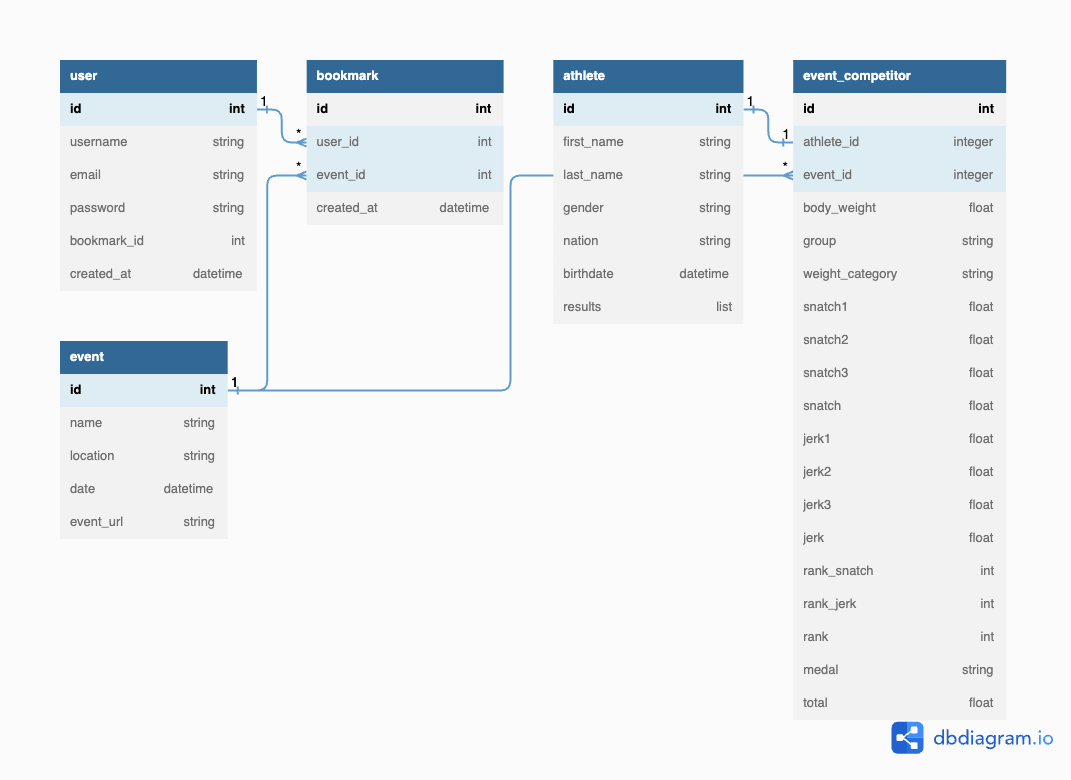 user
id int
username string
email string
password string
bookmark_id int
created_at datetime
1
*
*
bookmark
id int
user_id int
event_id int
created_at datetime
athlete
id int
first_name string
last_name string
gender string
nation string
birthdate datetime
results list
1
1
*
event_competitor
id int
athlete_id integer
event_id integer
body_weight float
group string
weight_category string
snatch1 float
snatch2 float
snatch3 float
snatch float
jerk1 float
jerk2 float
jerk3 float
jerk float
rank_snatch int
rank_jerk int
rank int
medal string
total float
event
id int
1
name string
location string
date datetime
event_url string
dbdiagram.io